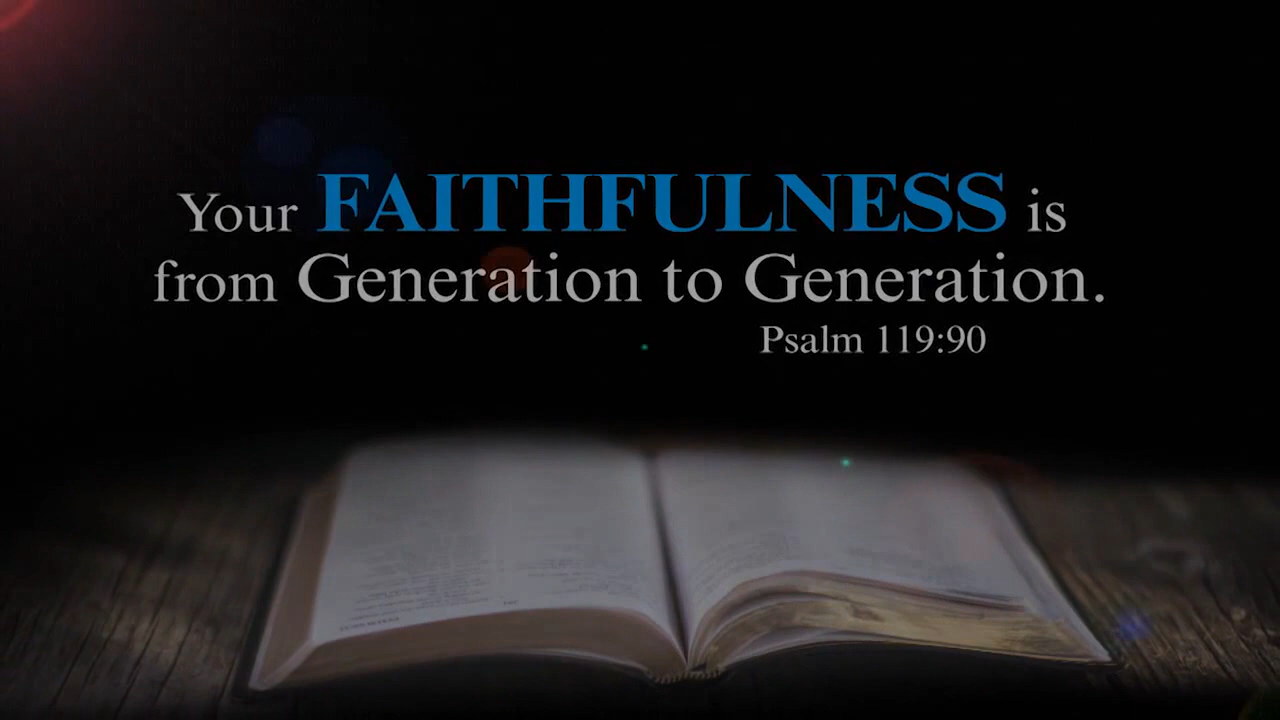 Your FAITHFULNESS is
from Generation to Generation.
Psalm 119:90